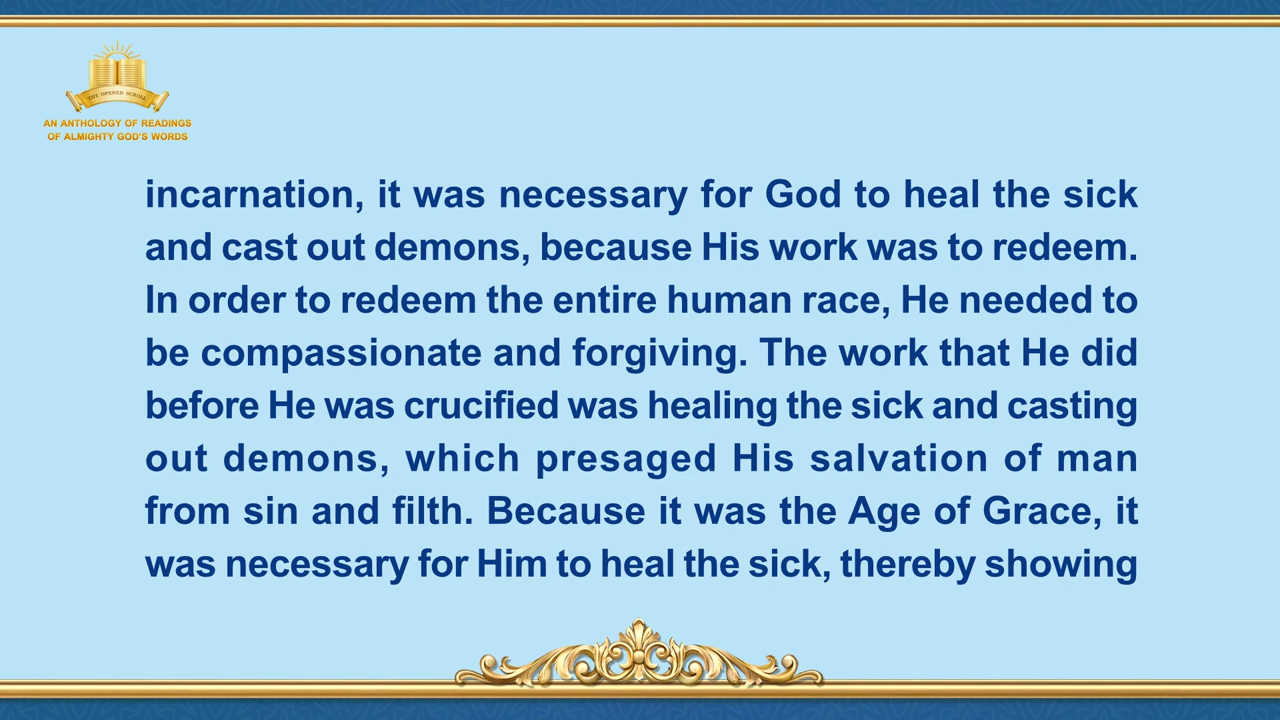 THE OPENED SCROLL
AN ANTHOLOGY OF READINGS
OF ALMIGHTY GOD'S WORDS
incarnation, it was necessary for God to heal the sick
and cast out demons, because His work was to redeem.
In order to redeem the entire human race, He needed to
be compassionate and forgiving. The work that He did
before He was crucified was healing the sick and casting
out demons, which presaged His salvation of man
from sin and filth. Because it was the Age of Grace, it
was necessary for Him to heal the sick, thereby showing